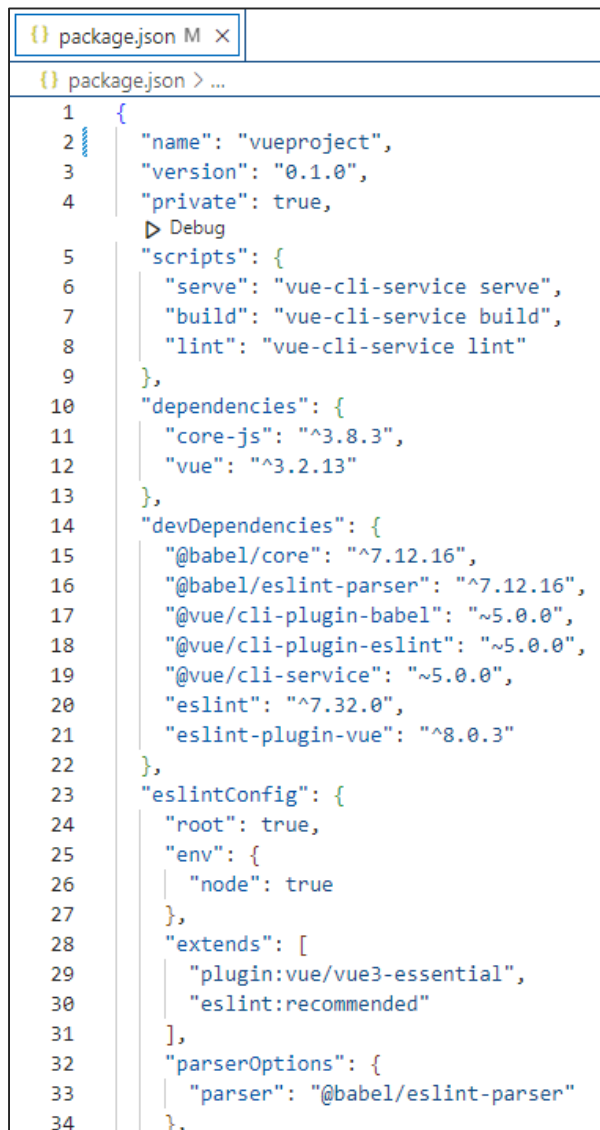 {} package.json M ×
{} package.json > ...
1 {
2 "name": "vueproject",
3 "version": "0.1.0",
4 "private": true,
Debug
5 "scripts": {
6 "serve": "vue-cli-service serve",
7 "build": "vue-cli-service build",
8 "lint": "vue-cli-service lint"
9 },
10 "dependencies": {
11 "core-js": "^3.8.3",
12 "vue": "^3.2.13"
13 },
14 "devDependencies": {
15 "@babel/core": "^7.12.16",
16 "@babel/eslint-parser": "^7.12.16",
17 "@vue/cli-plugin-babel": "~5.0.0",
18 "@vue/cli-plugin-eslint": "~5.0.0",
19 "@vue/cli-service": "~5.0.0",
20 "eslint": "^7.32.0",
21 "eslint-plugin-vue": "^8.0.3"
22 },
23 "eslintConfig": {
24 "root": true,
25 "env": {
26 "node": true
27 },
28 "extends": [
29 "plugin:vue/vue3-essential",
30 "eslint:recommended"
31 ],
32 "parserOptions": {
33 "parser": "@babel/eslint-parser"
34 },